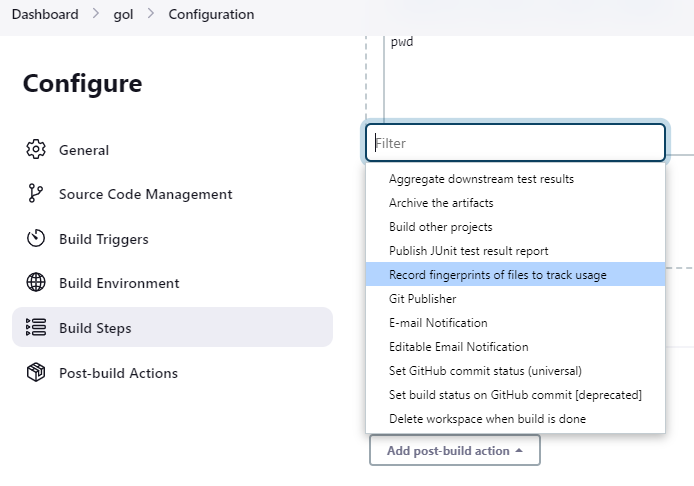 Dashboard > gol > Configuration
pwd
Configure
General
Source Code Management
Build Triggers
Build Environment
Build Steps
Post-build Actions
Filter
Aggregate downstream test results
Archive the artifacts
Build other projects
Publish JUnit test result report
Record fingerprints of files to track usage
Git Publisher
E-mail Notification
Editable Email Notification
Set GitHub commit status (universal)
Set build status on GitHub commit [deprecated]
Delete workspace when build is done
Add post-build action